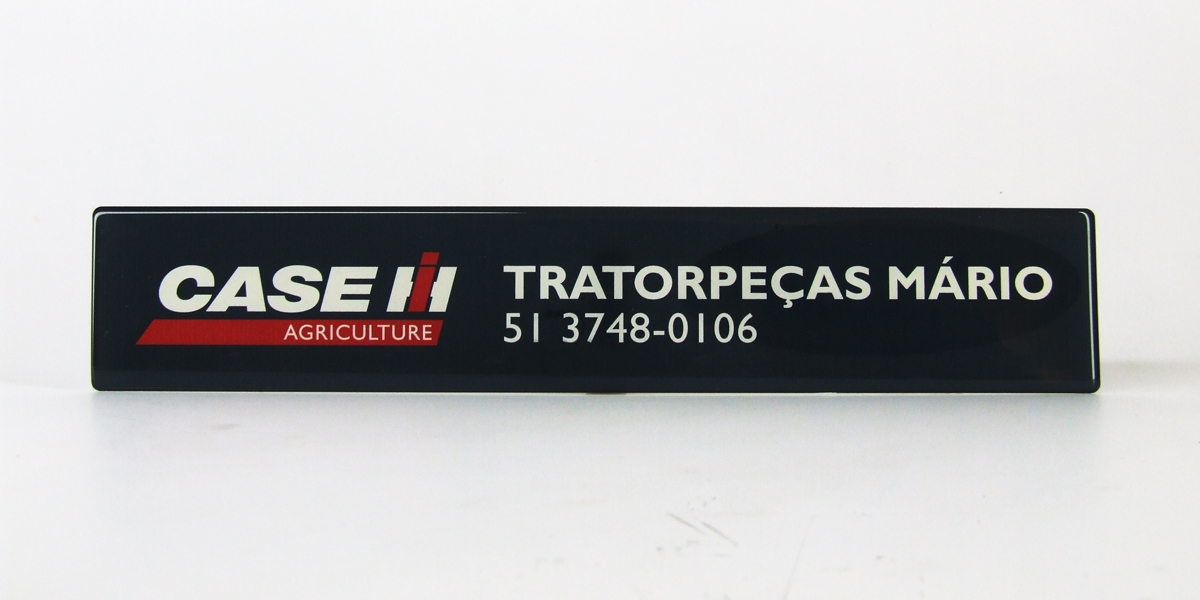 CASE IH
AGRICULTURE
TRATORPEÇAS MÁRIO
51 3748-0106